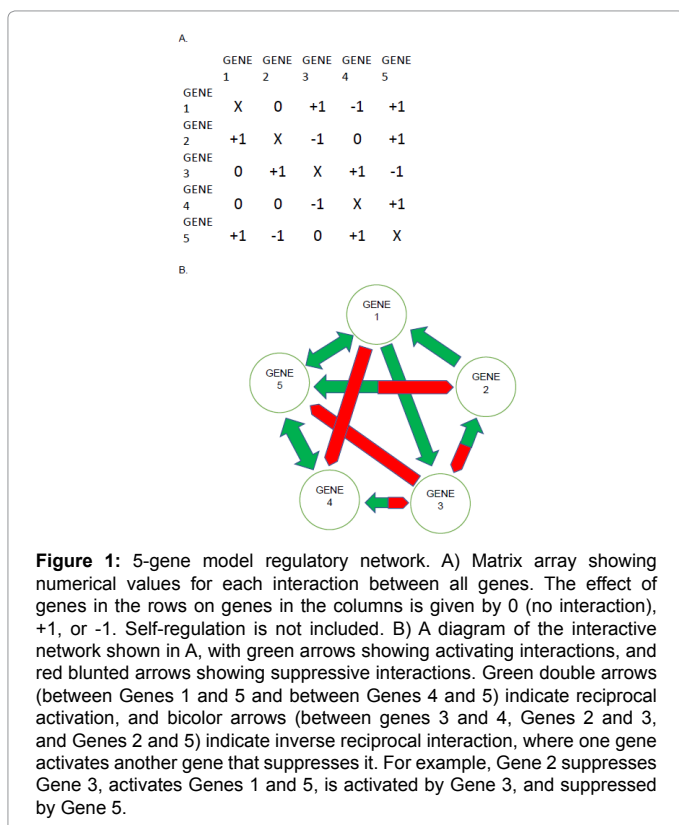 A.
GENE GENE GENE GENE GENE
1 2 3 4 5
GENE
1 X 0 +1 -1 +1
GENE
2 +1 X -1 0 +1
GENE
3 0 +1 X +1 -1
GENE
4 0 0 -1 X +1
GENE
5 +1 -1 0 +1 X
B.
GENE
1
GENE
5
GENE
2
GENE
4
GENE
3
Figure 1: 5-gene model regulatory network. A) Matrix array showing
numerical values for each interaction between all genes. The effect of
genes in the rows on genes in the columns is given by 0 (no interaction),
+1, or -1. Self-regulation is not included. B) A diagram of the interactive
network shown in A, with green arrows showing activating interactions, and
red blunted arrows showing suppressive interactions. Green double arrows
(between Genes 1 and 5 and between Genes 4 and 5) indicate reciprocal
activation, and bicolor arrows (between genes 3 and 4, Genes 2 and 3,
and Genes 2 and 5) indicate inverse reciprocal interaction, where one gene
activates another gene that suppresses it. For example, Gene 2 suppresses
Gene 3, activates Genes 1 and 5, is activated by Gene 3, and suppressed
by Gene 5.